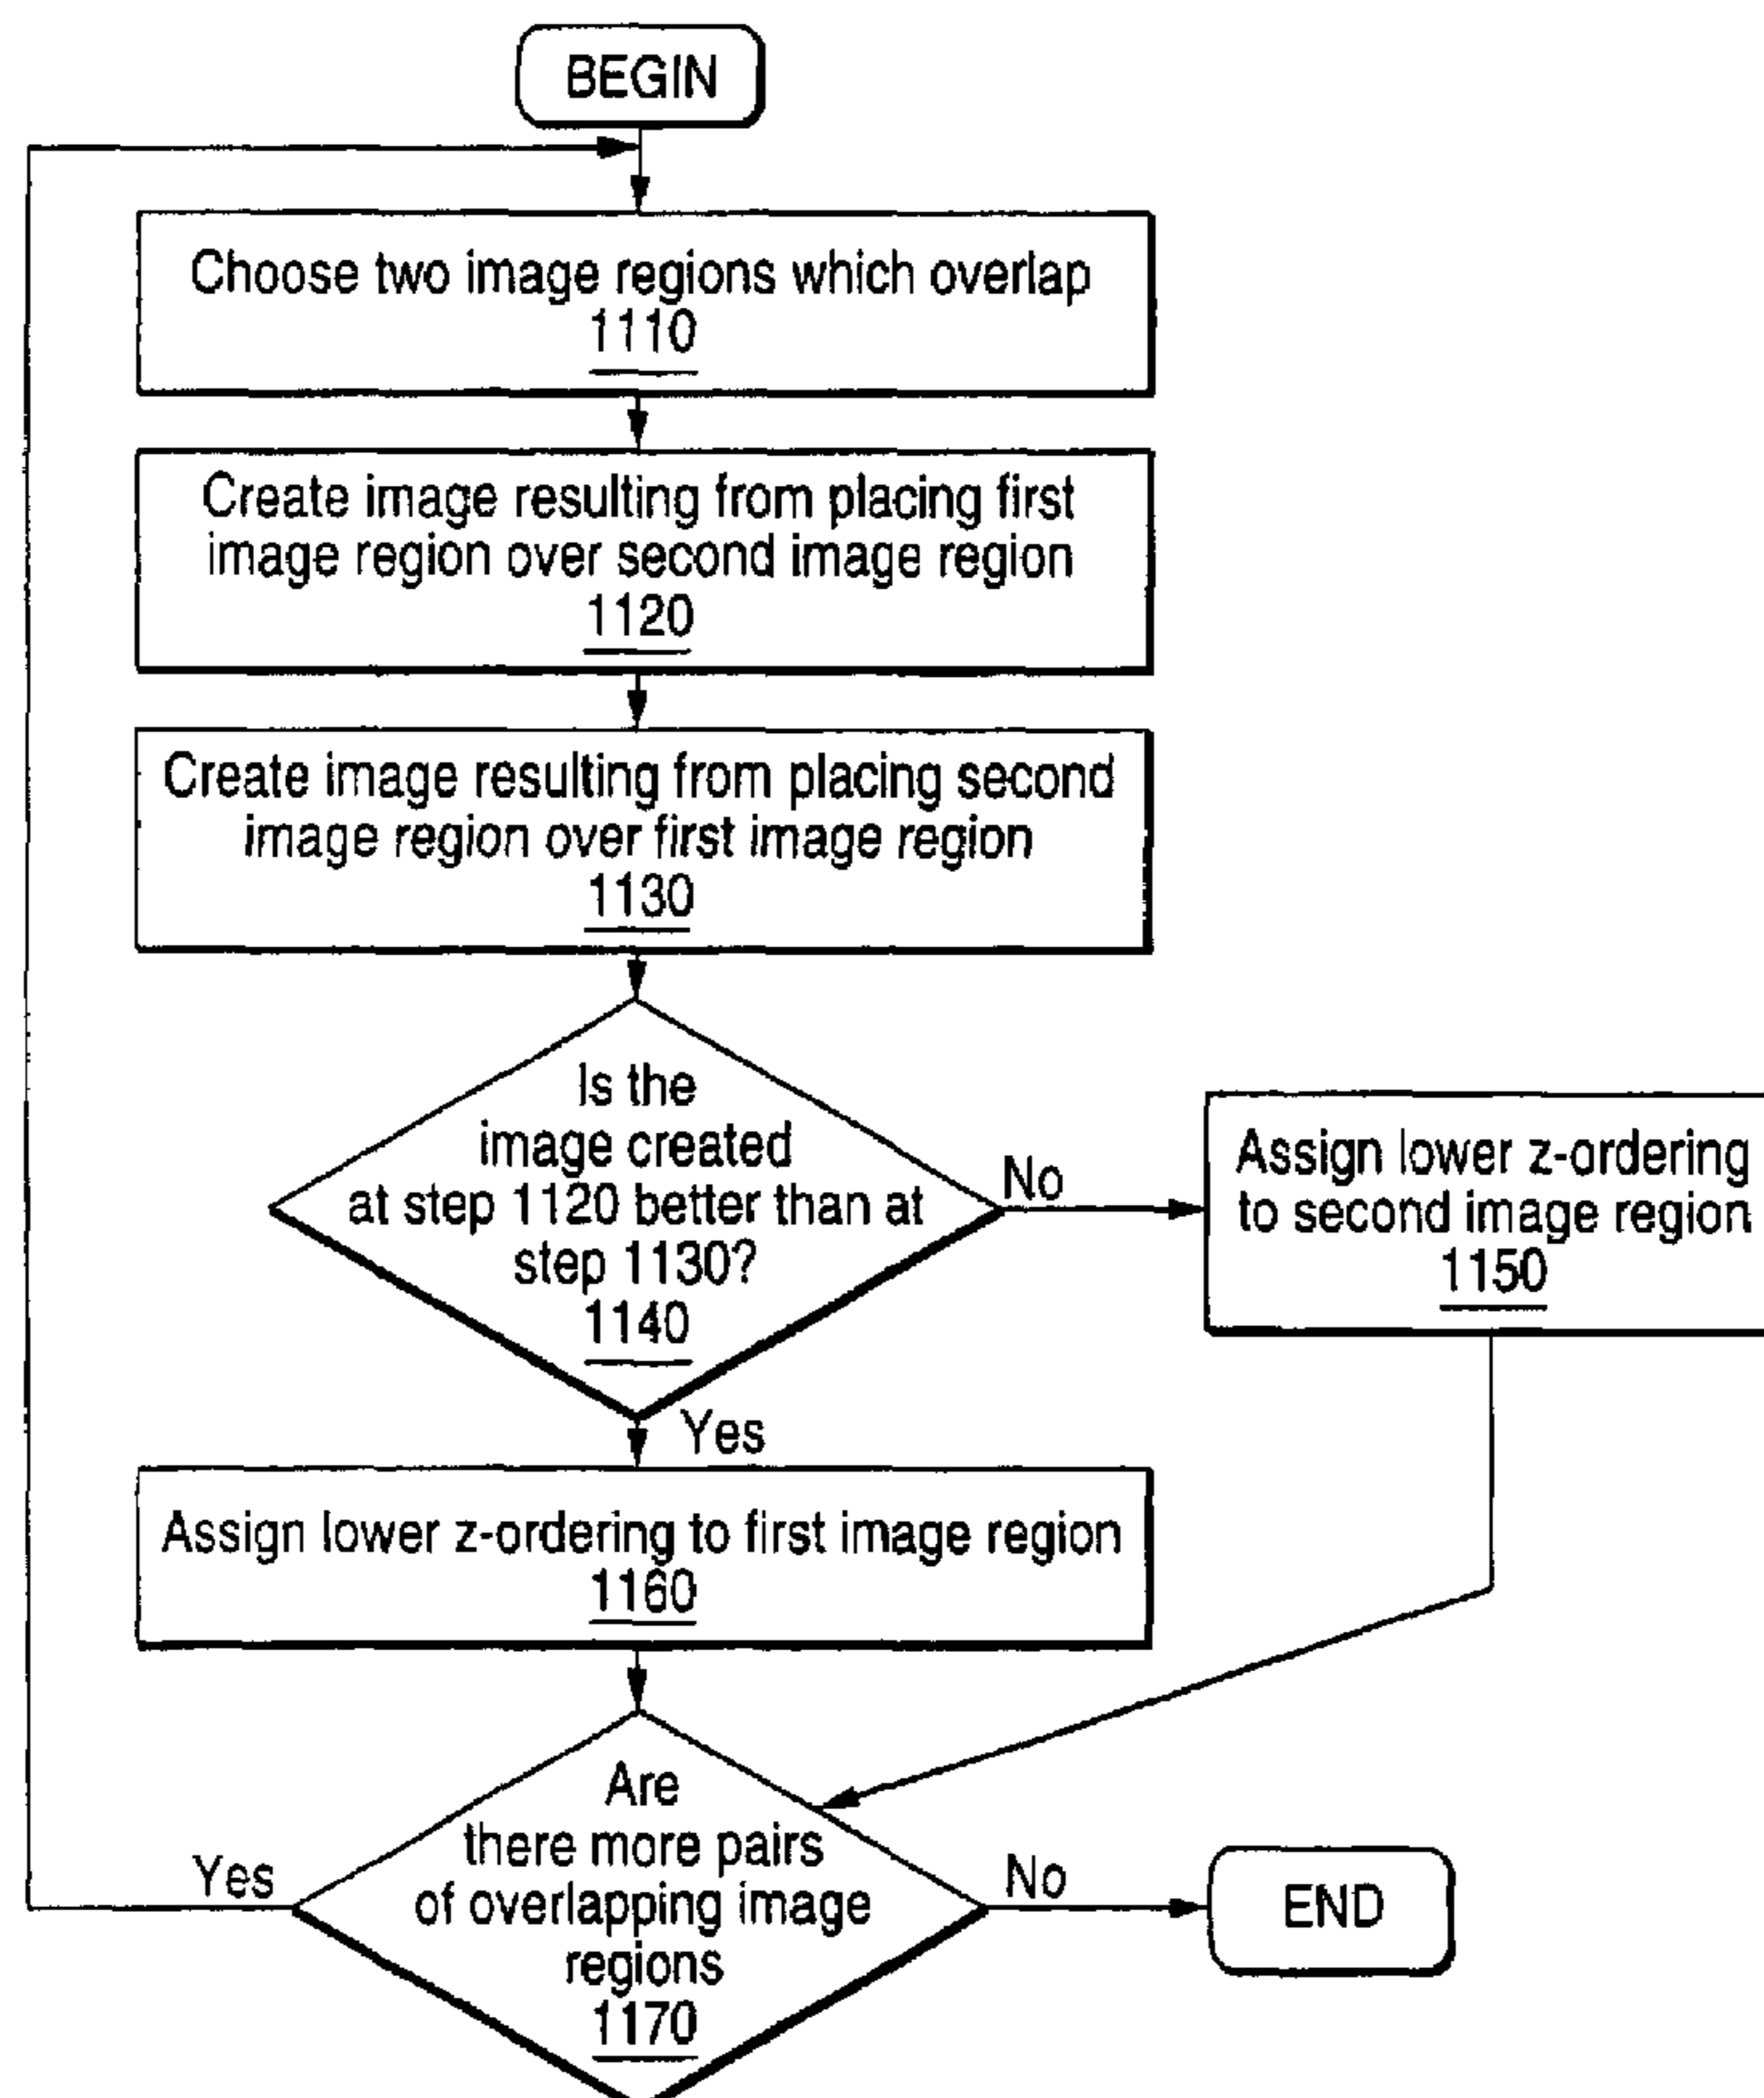 BEGIN
Choose two image regions which overlap
1110
Create image resulting from placing first
image region over second image region
1120
Create image resulting from placing second
image region over first image region
1130
Is the
image created
at step 1120 better than at
step 1130?
1140
No
Assign lower z-ordering
to second image region
1150
Yes
Assign lower z-ordering to first image region
1160
Are
there more pairs
of overlapping image
regions
1170
Yes
No
END